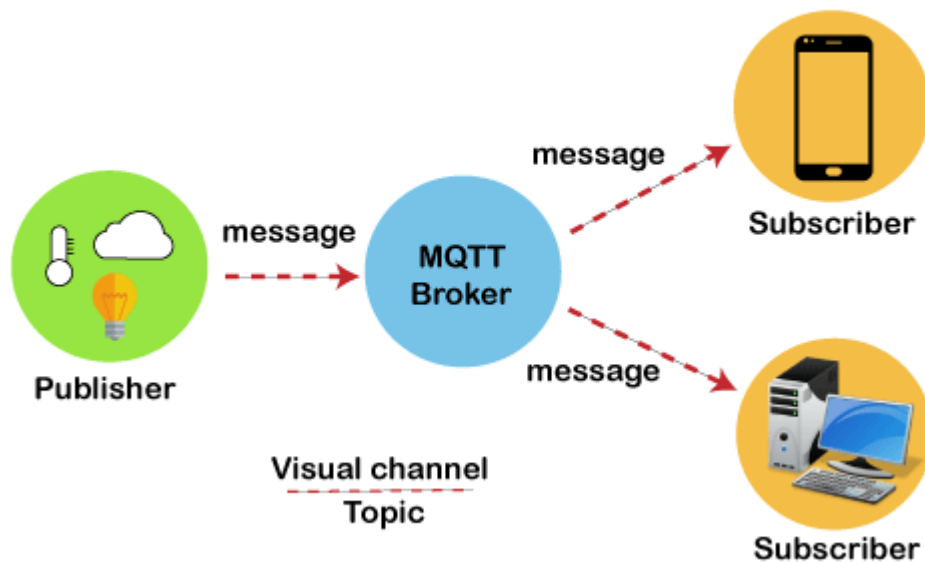 message
Subscriber
message
MQTT
Broker
Publisher
message
Visual channel
Topic
Subscriber